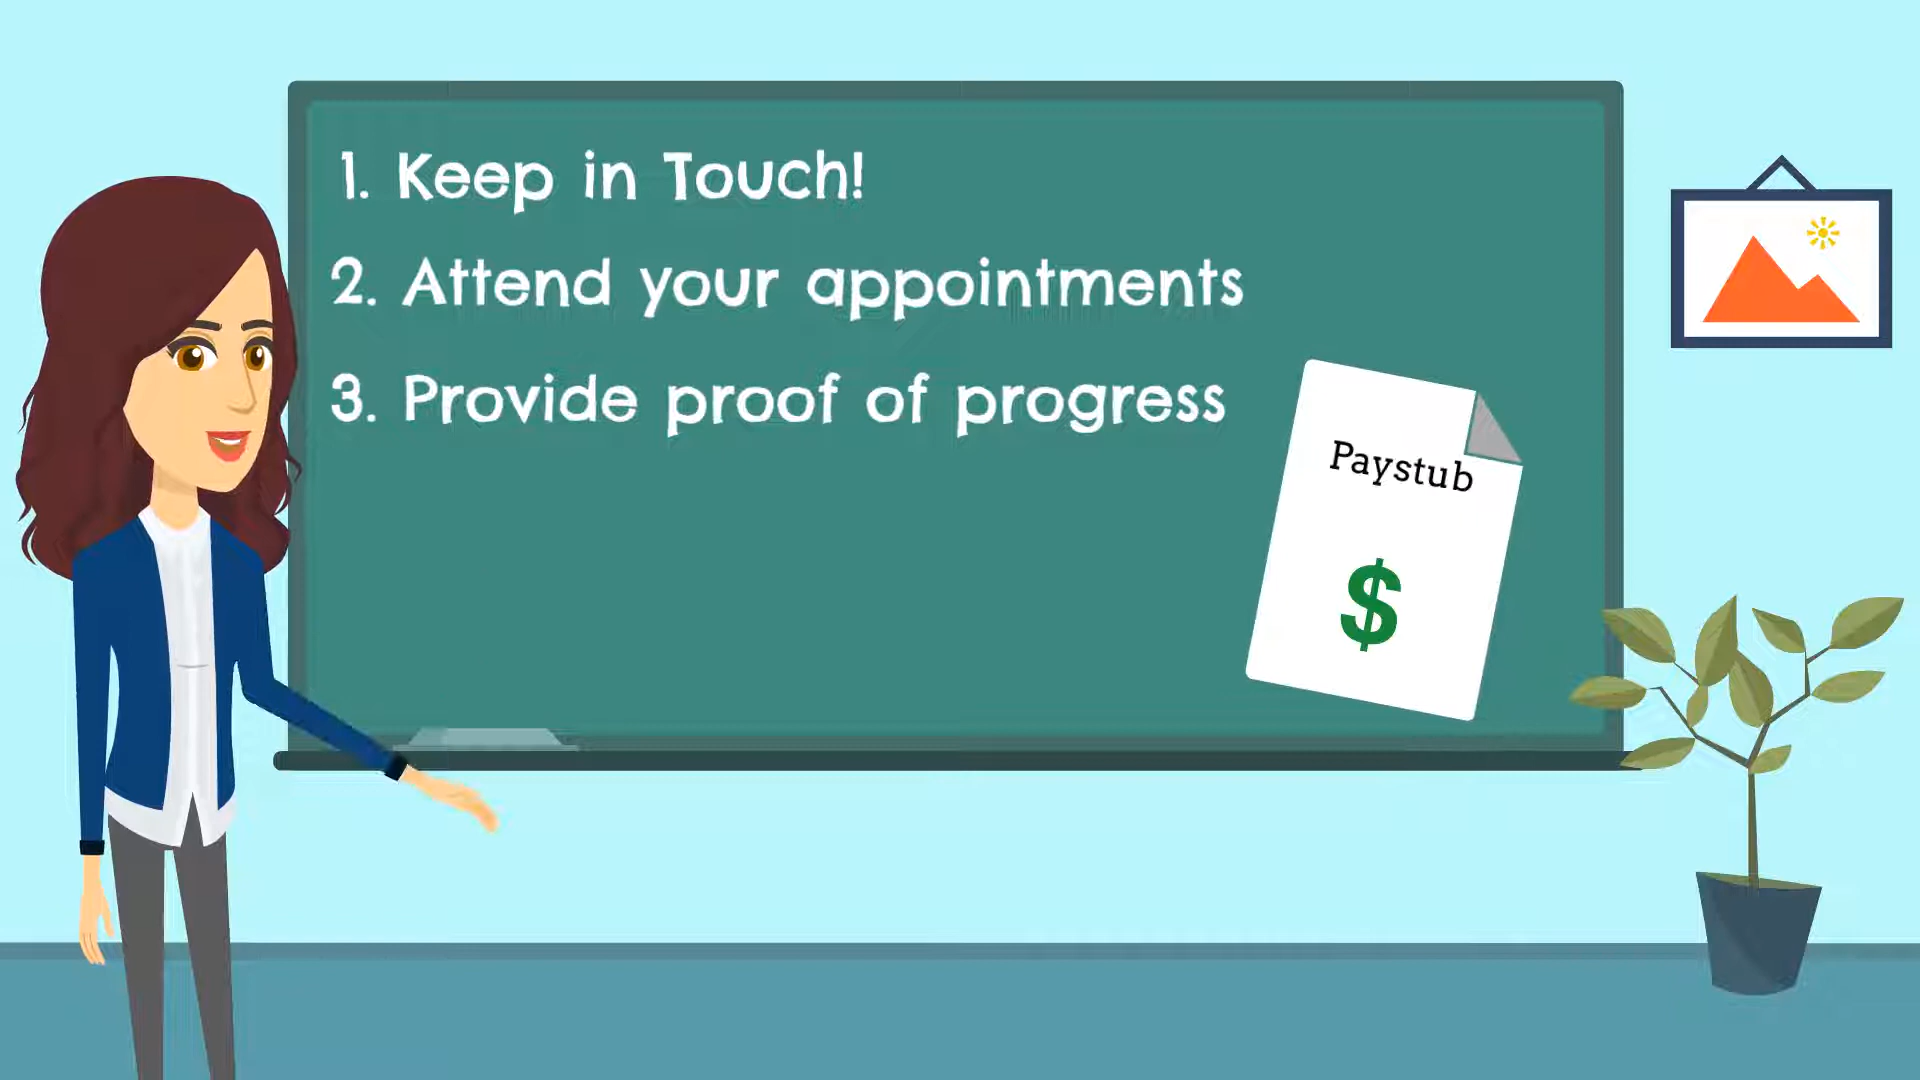 1. Keep in Touch!
2. Attend your appointments
3. Provide proof of progress
Paystub
$